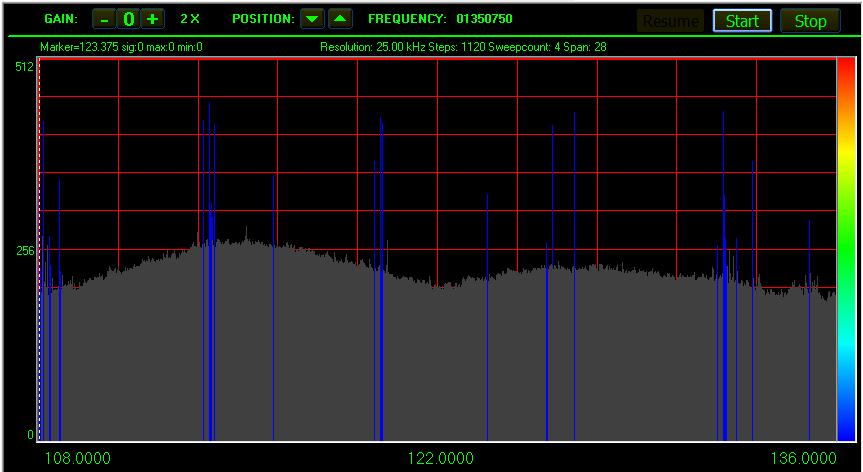 GAIN: - 0 + 2 X POSITION: FREQUENCY: 01350750 Resume Start Stop
Marker=123.375 sig:0 max:0 min:0 Resolution: 25.00 kHz Steps: 1120 Sweepcount: 4 Span: 28
512
256
0
108.0000 122.0000 136.0000